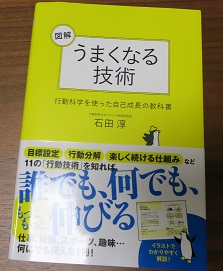 図解
うまくなる
技術
行動科学を使った自己成長の教科書
石田 淳
目標設定 行動分解 楽しく続ける仕組み など
11の「行動技術」を知れば
誰でも、何でも、
もっと伸びる
イラストで
わかりやすく
解説!